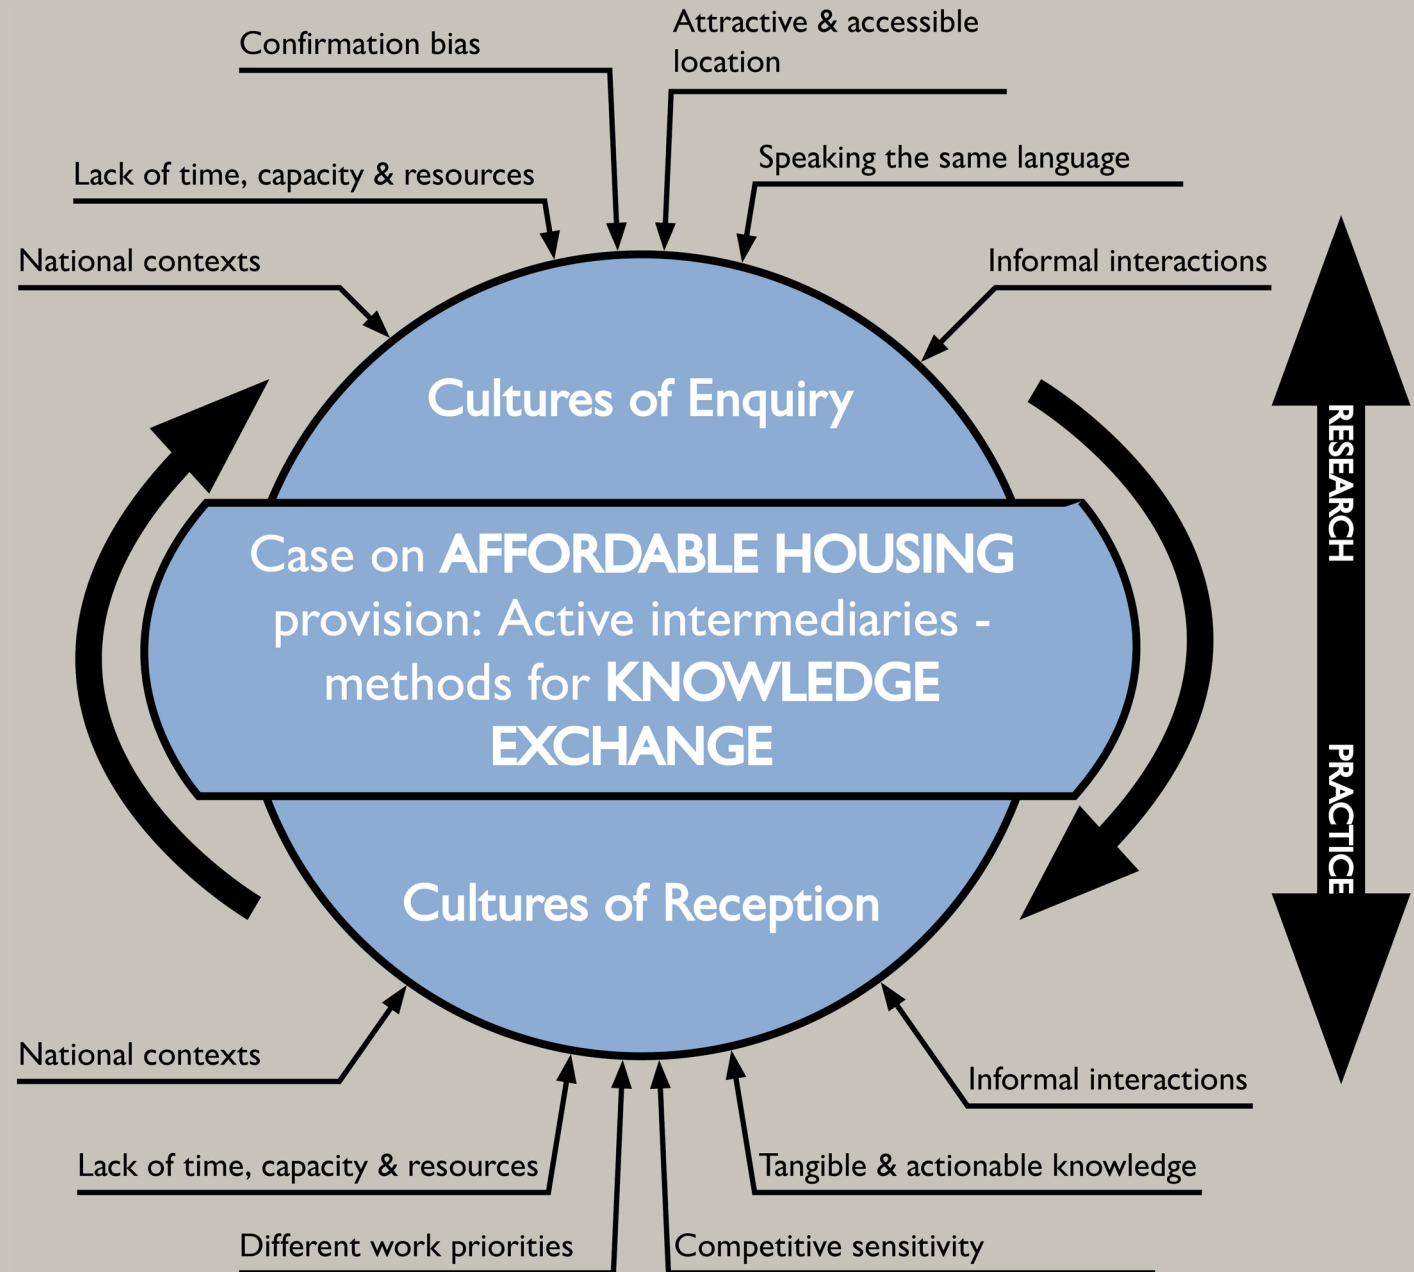 Confirmation bias
Attractive & accessible
location
Lack of time, capacity & resources
Speaking the same language
National contexts
Informal interactions
Cultures of Enquiry
RESEARCH
Case on AFFORDABLE HOUSING
provision: Active intermediaries -
methods for KNOWLEDGE
EXCHANGE
PRACTICE
Cultures of Reception
National contexts
Informal interactions
Lack of time, capacity & resources
Tangible & actionable knowledge
Different work priorities
Competitive sensitivity